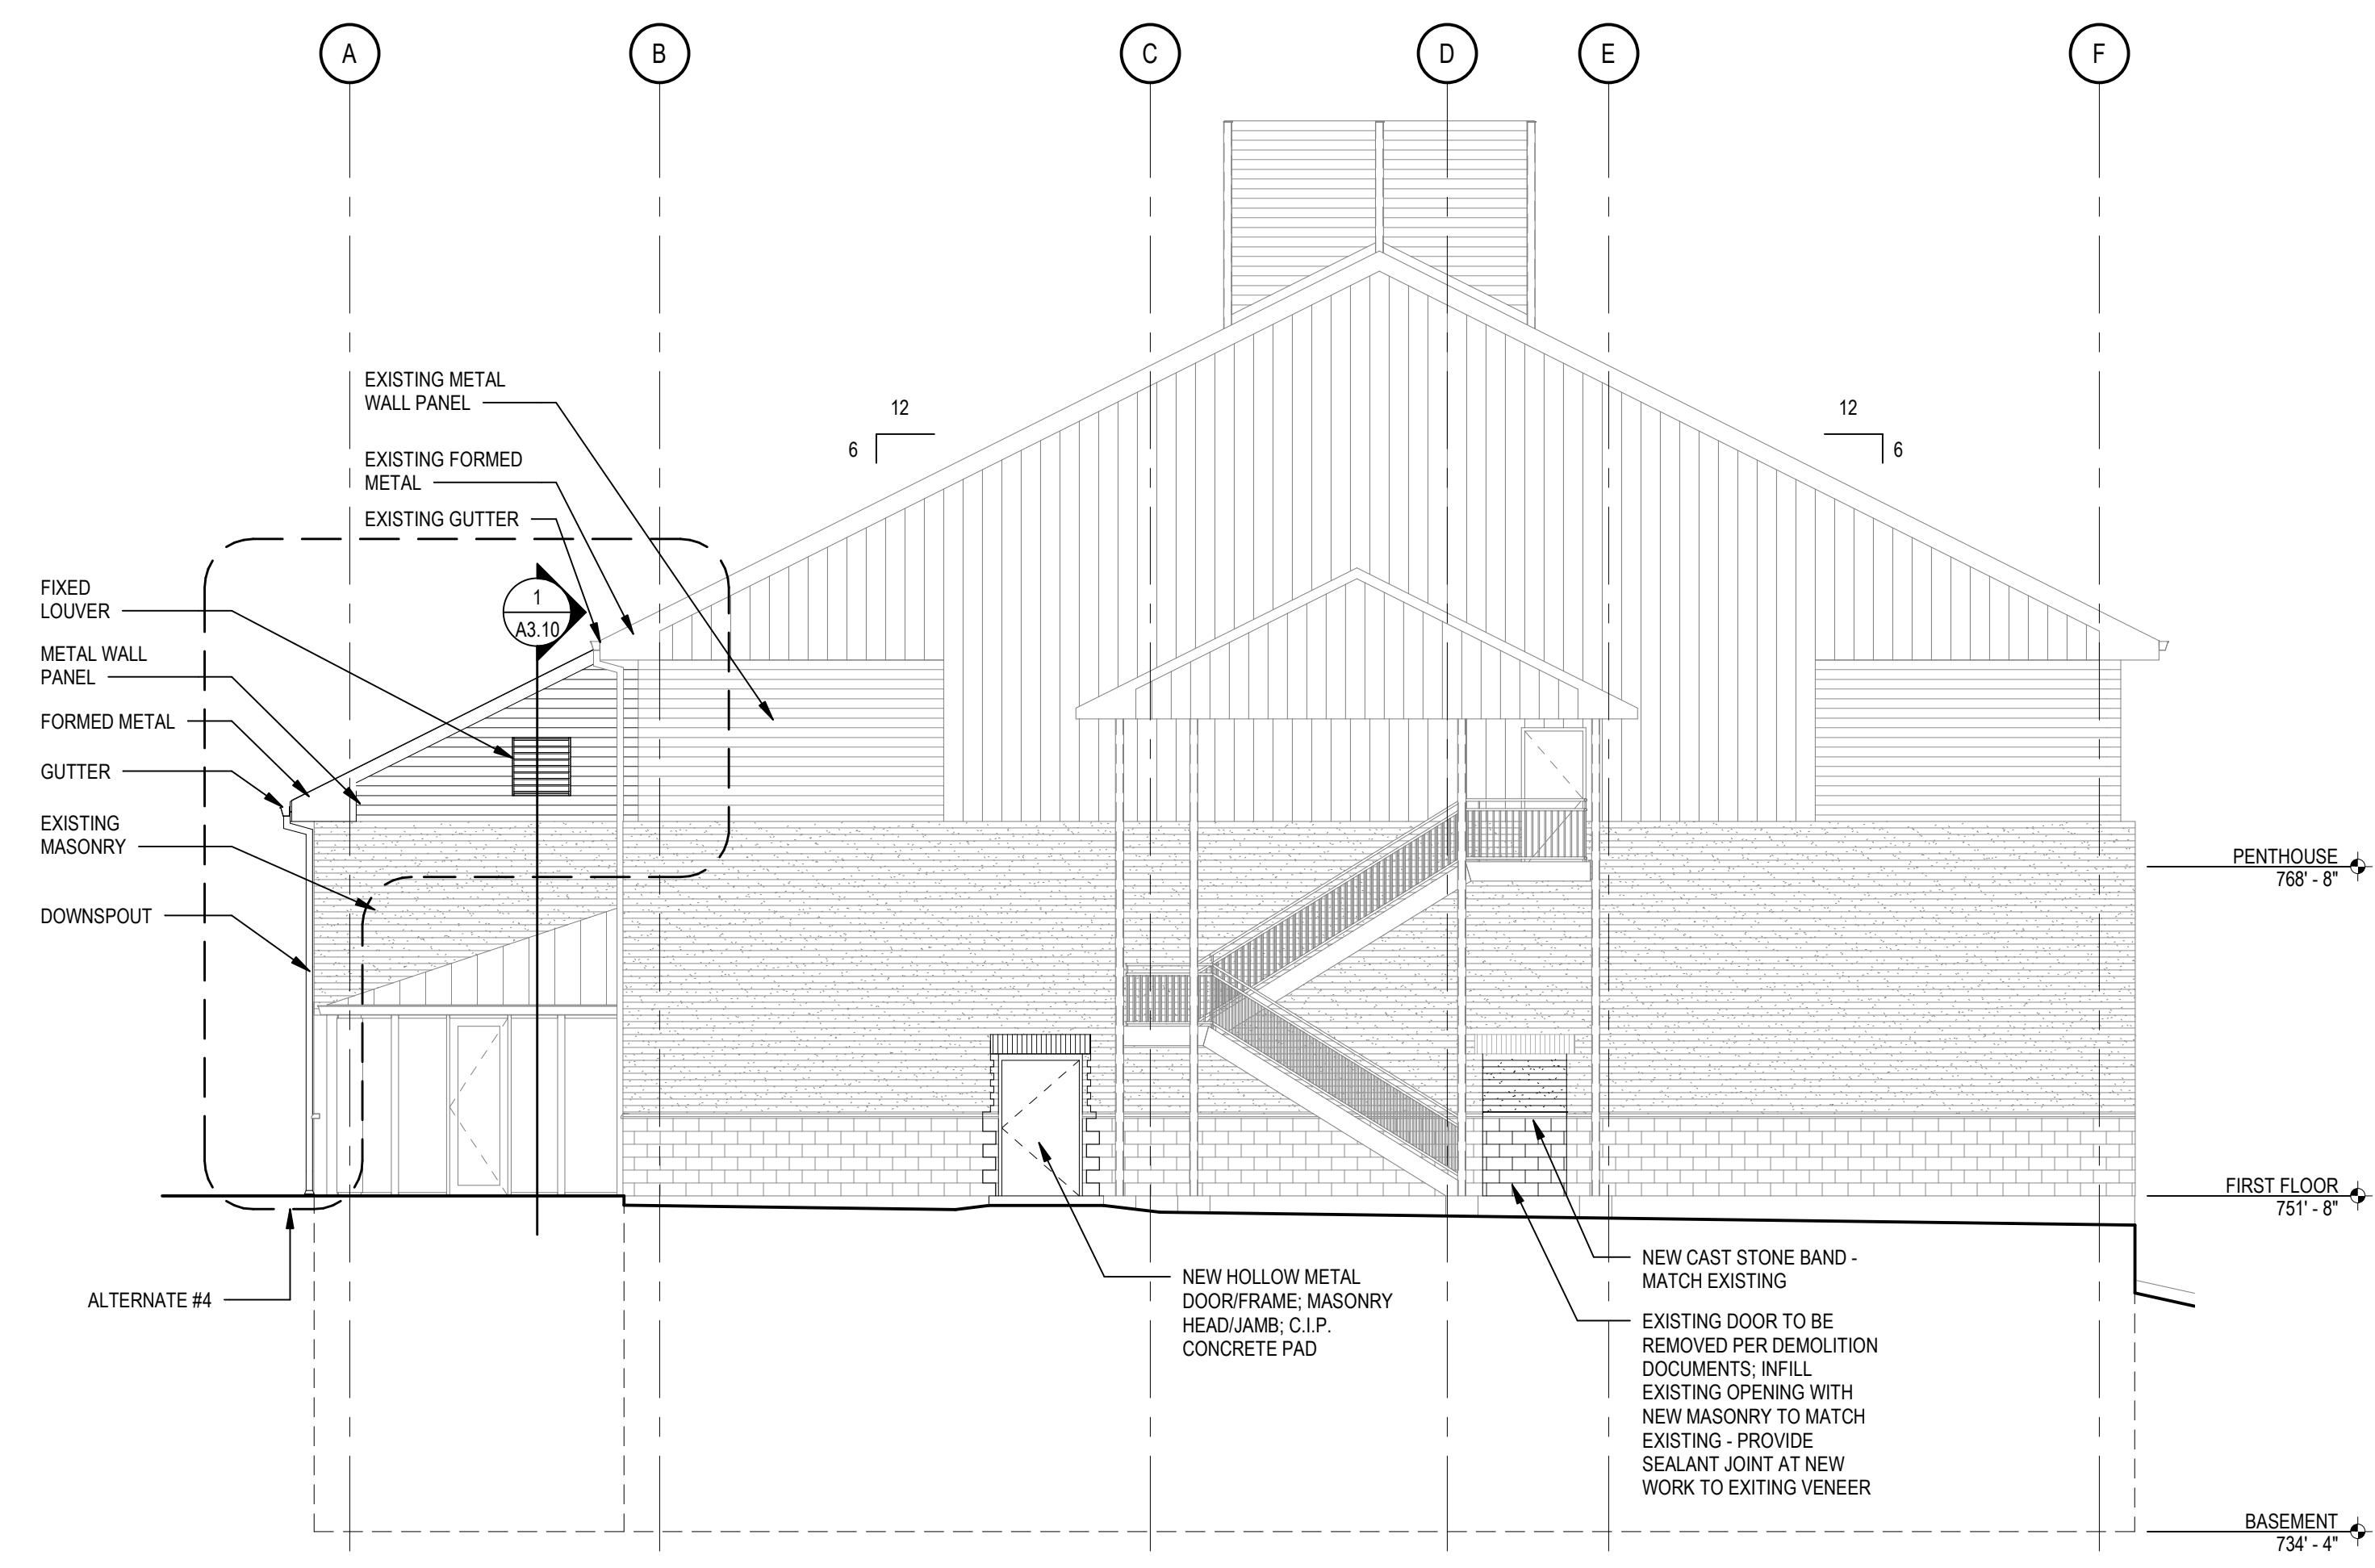 A
B
C
D
E
F
EXISTING METAL
WALL PANEL
12
6
12
6
EXISTING FORMED
METAL
EXISTING GUTTER
FIXED
LOUVER
1
A3.10
METAL WALL
PANEL
FORMED METAL
GUTTER
EXISTING
MASONRY
DOWNSPOUT
PENTHOUSE
768' - 8"
FIRST FLOOR
751' - 8"
ALTERNATE #4
NEW HOLLOW METAL
DOOR/FRAME; MASONRY
HEAD/JAMB; C.I.P.
CONCRETE PAD
NEW CAST STONE BAND -
MATCH EXISTING
EXISTING DOOR TO BE
REMOVED PER DEMOLITION
DOCUMENTS; INFILL
EXISTING OPENING WITH
NEW MASONRY TO MATCH
EXISTING - PROVIDE
SEALANT JOINT AT NEW
WORK TO EXITING VENEER
BASEMENT
734' - 4"